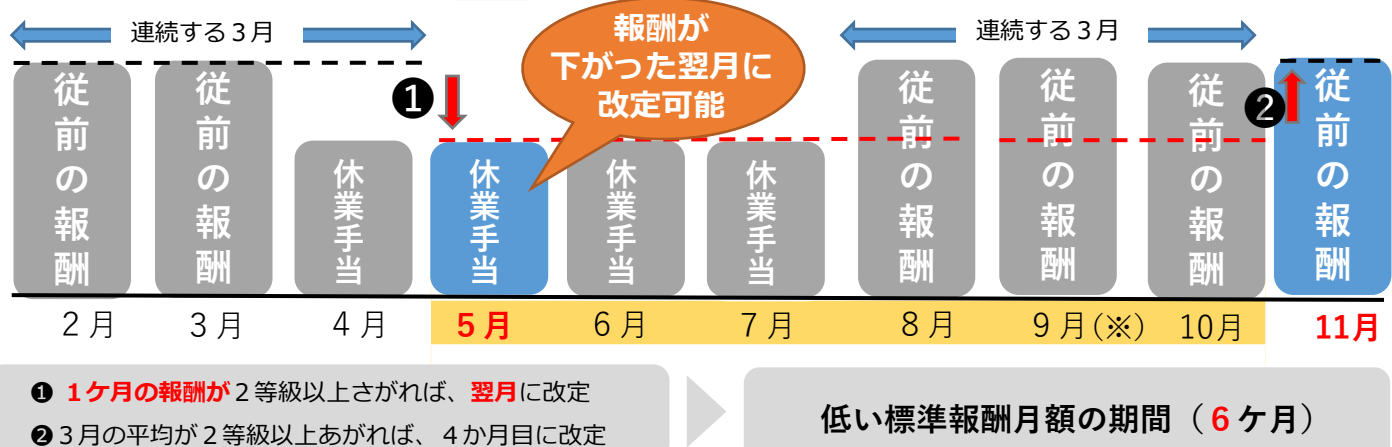 連続する３月
報酬が
下がった翌月に
改定可能
連続する３月
❶
❷
従前の報酬
従前の報酬
休業手当
休業手当
休業手当
休業手当
従前の報酬
従前の報酬
従前の報酬
従前の報酬
２月
３月
４月
５月
６月
７月
８月
９月(※)
10月
11月
❶ １ケ月の報酬が２等級以上さがれば、翌月に改定
❷３月の平均が２等級以上あがれば、４か月目に改定
低い標準報酬月額の期間（６ケ月）